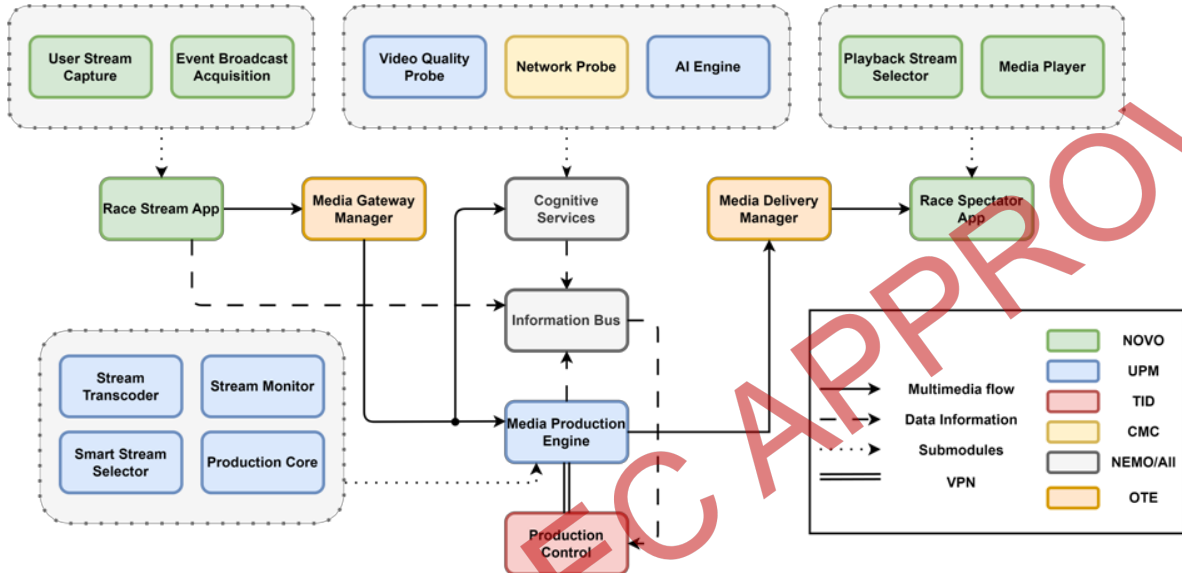 User Stream
Capture
Event Broadcast
Acquisition
Video Quality
Probe
Network Probe
AI Engine
Playback Stream
Selector
Media Player
Race Stream App
Media Gateway
Manager
Cognitive
Services
Media Delivery
Manager
Race Spectator
App
Information Bus
Stream
Transcoder
Stream Monitor
Smart Stream
Selector
Production Core
Media Production
Engine
Production
Control
Multimedia flow
Data Information
Submodules
VPN
NOVO
UPM
TID
CMC
NEMO/All
OTE
EC APPROV